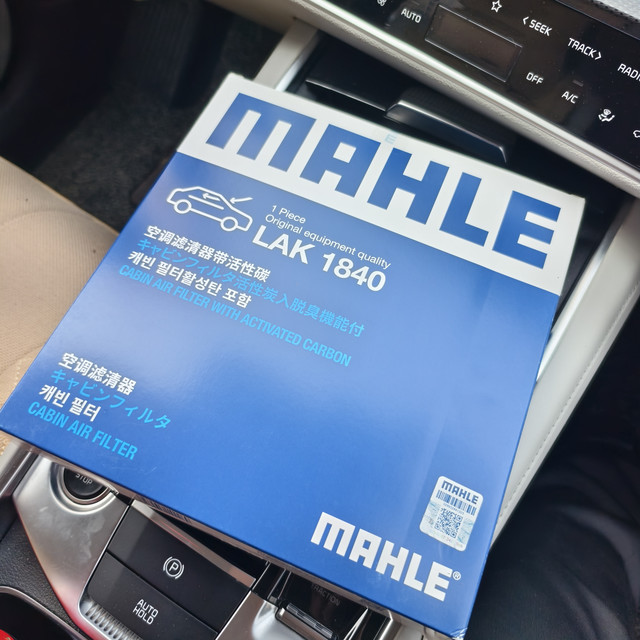 AUTO
< SEEK
TRACK >
RADI
OFF
A/C
MAHLE
1 Piece
Original equipment quality
LAK 1840
空调滤清器带活性碳
キャビンフィルタ活性炭入脱臭機能付
캐빈 필터활성탄 포함
CABIN AIR FILTER WITH ACTIVATED CARBON
空调滤清器
キャビンフィルタ
캐빈 필터
CABIN AIR FILTER
MAHLE
MAHLE®
STOP
(P)
AUTO
HOLD